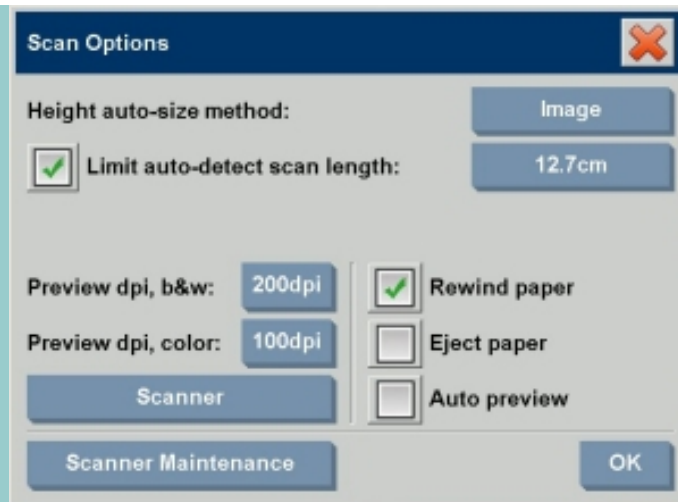 Scan Options
Height auto-size method: Image
Limit auto-detect scan length: 12.7cm
Preview dpi, b&w: 200dpi Rewind paper
Preview dpi, color: 100dpi Eject paper
Scanner Auto preview
Scanner Maintenance OK